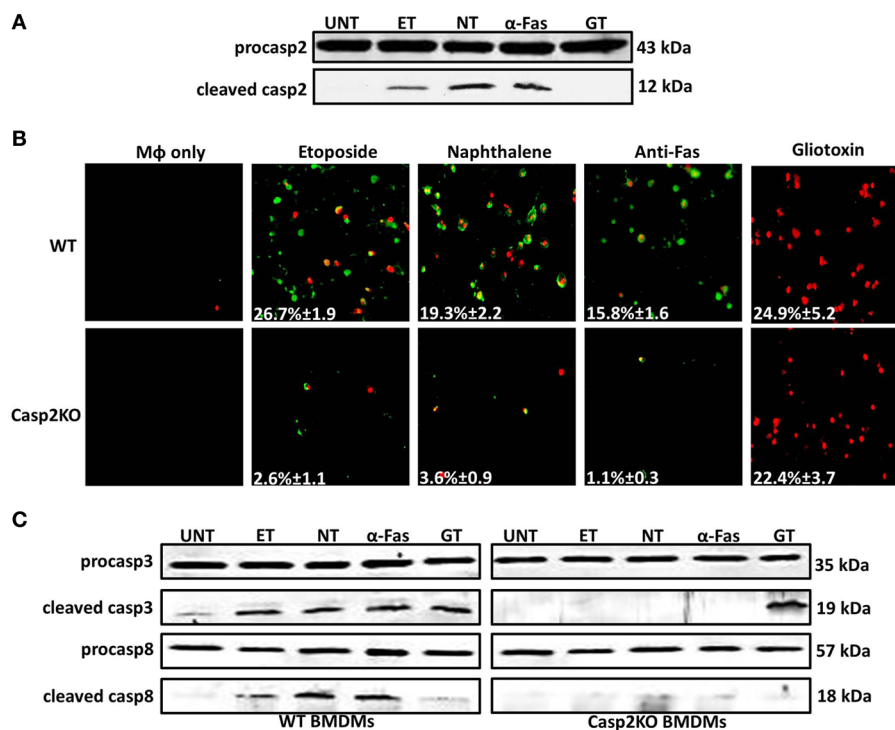 A
UNT ET NT α-Fas GT
procasp2 43 kDa
cleaved casp2 12 kDa
B
Mϕ only Etoposide Naphthalene Anti-Fas Gliotoxin
WT
26.7%±1.9 19.3%±2.2 15.8%±1.6 24.9%±5.2
Casp2KO
2.6%±1.1 3.6%±0.9 1.1%±0.3 22.4%±3.7
C
UNT ET NT α-Fas GT UNT ET NT α-Fas GT
procasp3 35 kDa
cleaved casp3 19 kDa
procasp8 57 kDa
cleaved casp8 18 kDa
WT BMDMs Casp2KO BMDMs